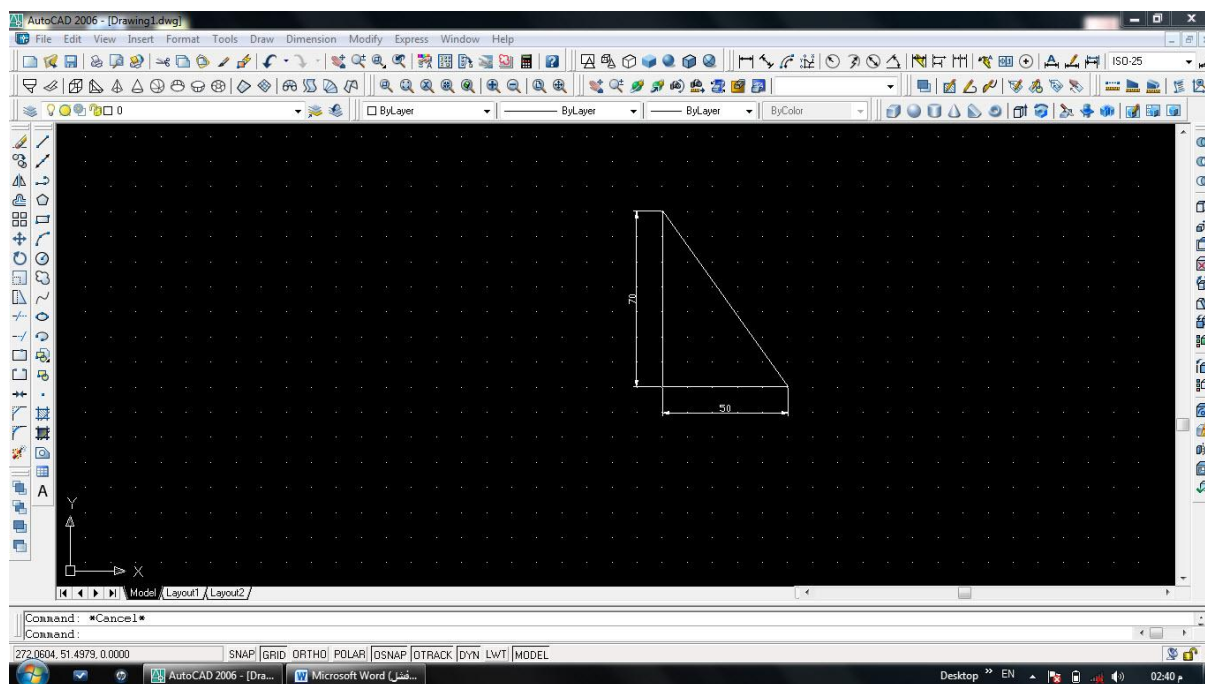 AutoCAD 2006 - [Drawing1.dwg]
File Edit View Insert Format Tools Draw Dimension Modify Express Window Help
ISO-25
0 ByLayer ByLayer ByLayer ByColor
70
50
Y
X
Model Layout1 Layout2
Command: *Cancel*
Command:
272.0604, 51.4979, 0.0000 SNAP GRID ORTHO POLAR OSNAP OTRACK DYN LWT MODEL
AutoCAD 2006 - [Dra... Microsoft Word (فشل... Desktop » EN 02:40 م